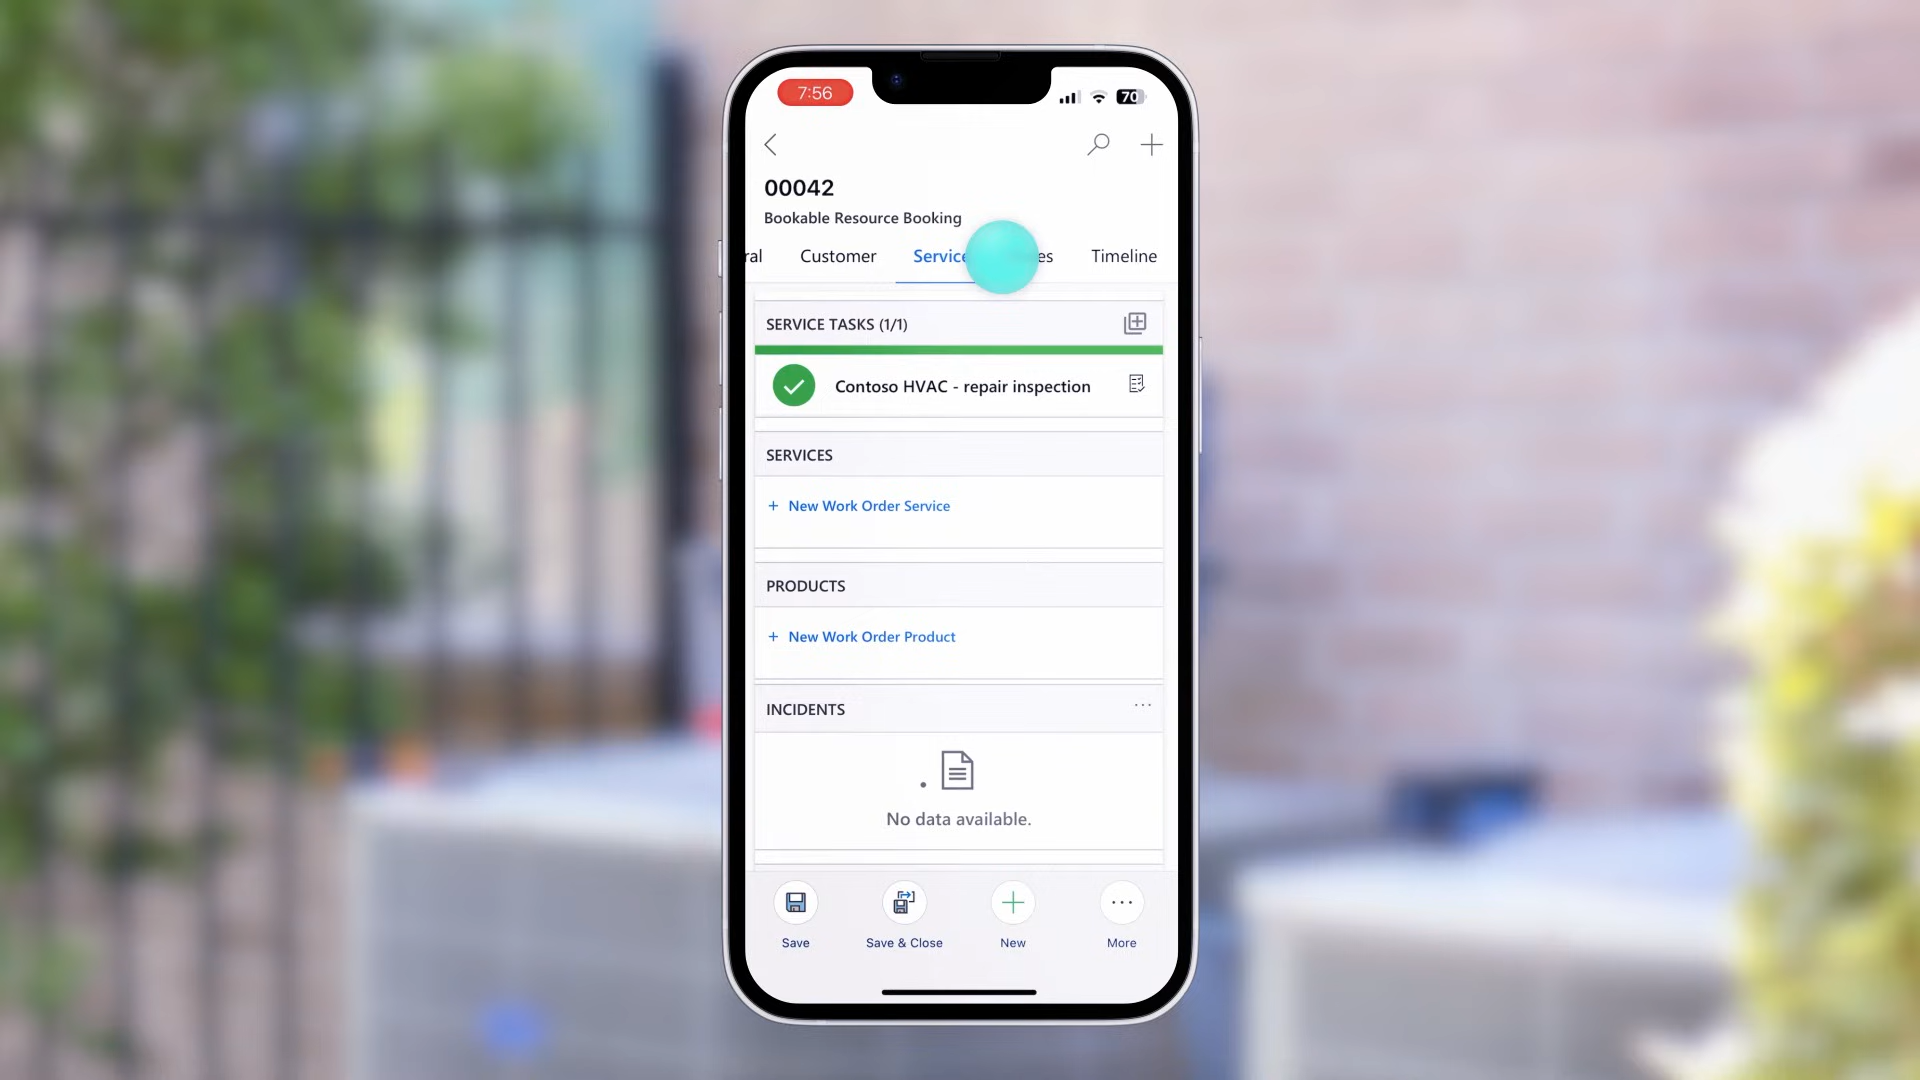 7:56
70
00042
Bookable Resource Booking
ral Customer Service es Timeline
SERVICE TASKS (1/1)
Contoso HVAC - repair inspection
SERVICES
+ New Work Order Service
PRODUCTS
+ New Work Order Product
INCIDENTS
No data available.
Save
Save & Close
New
More